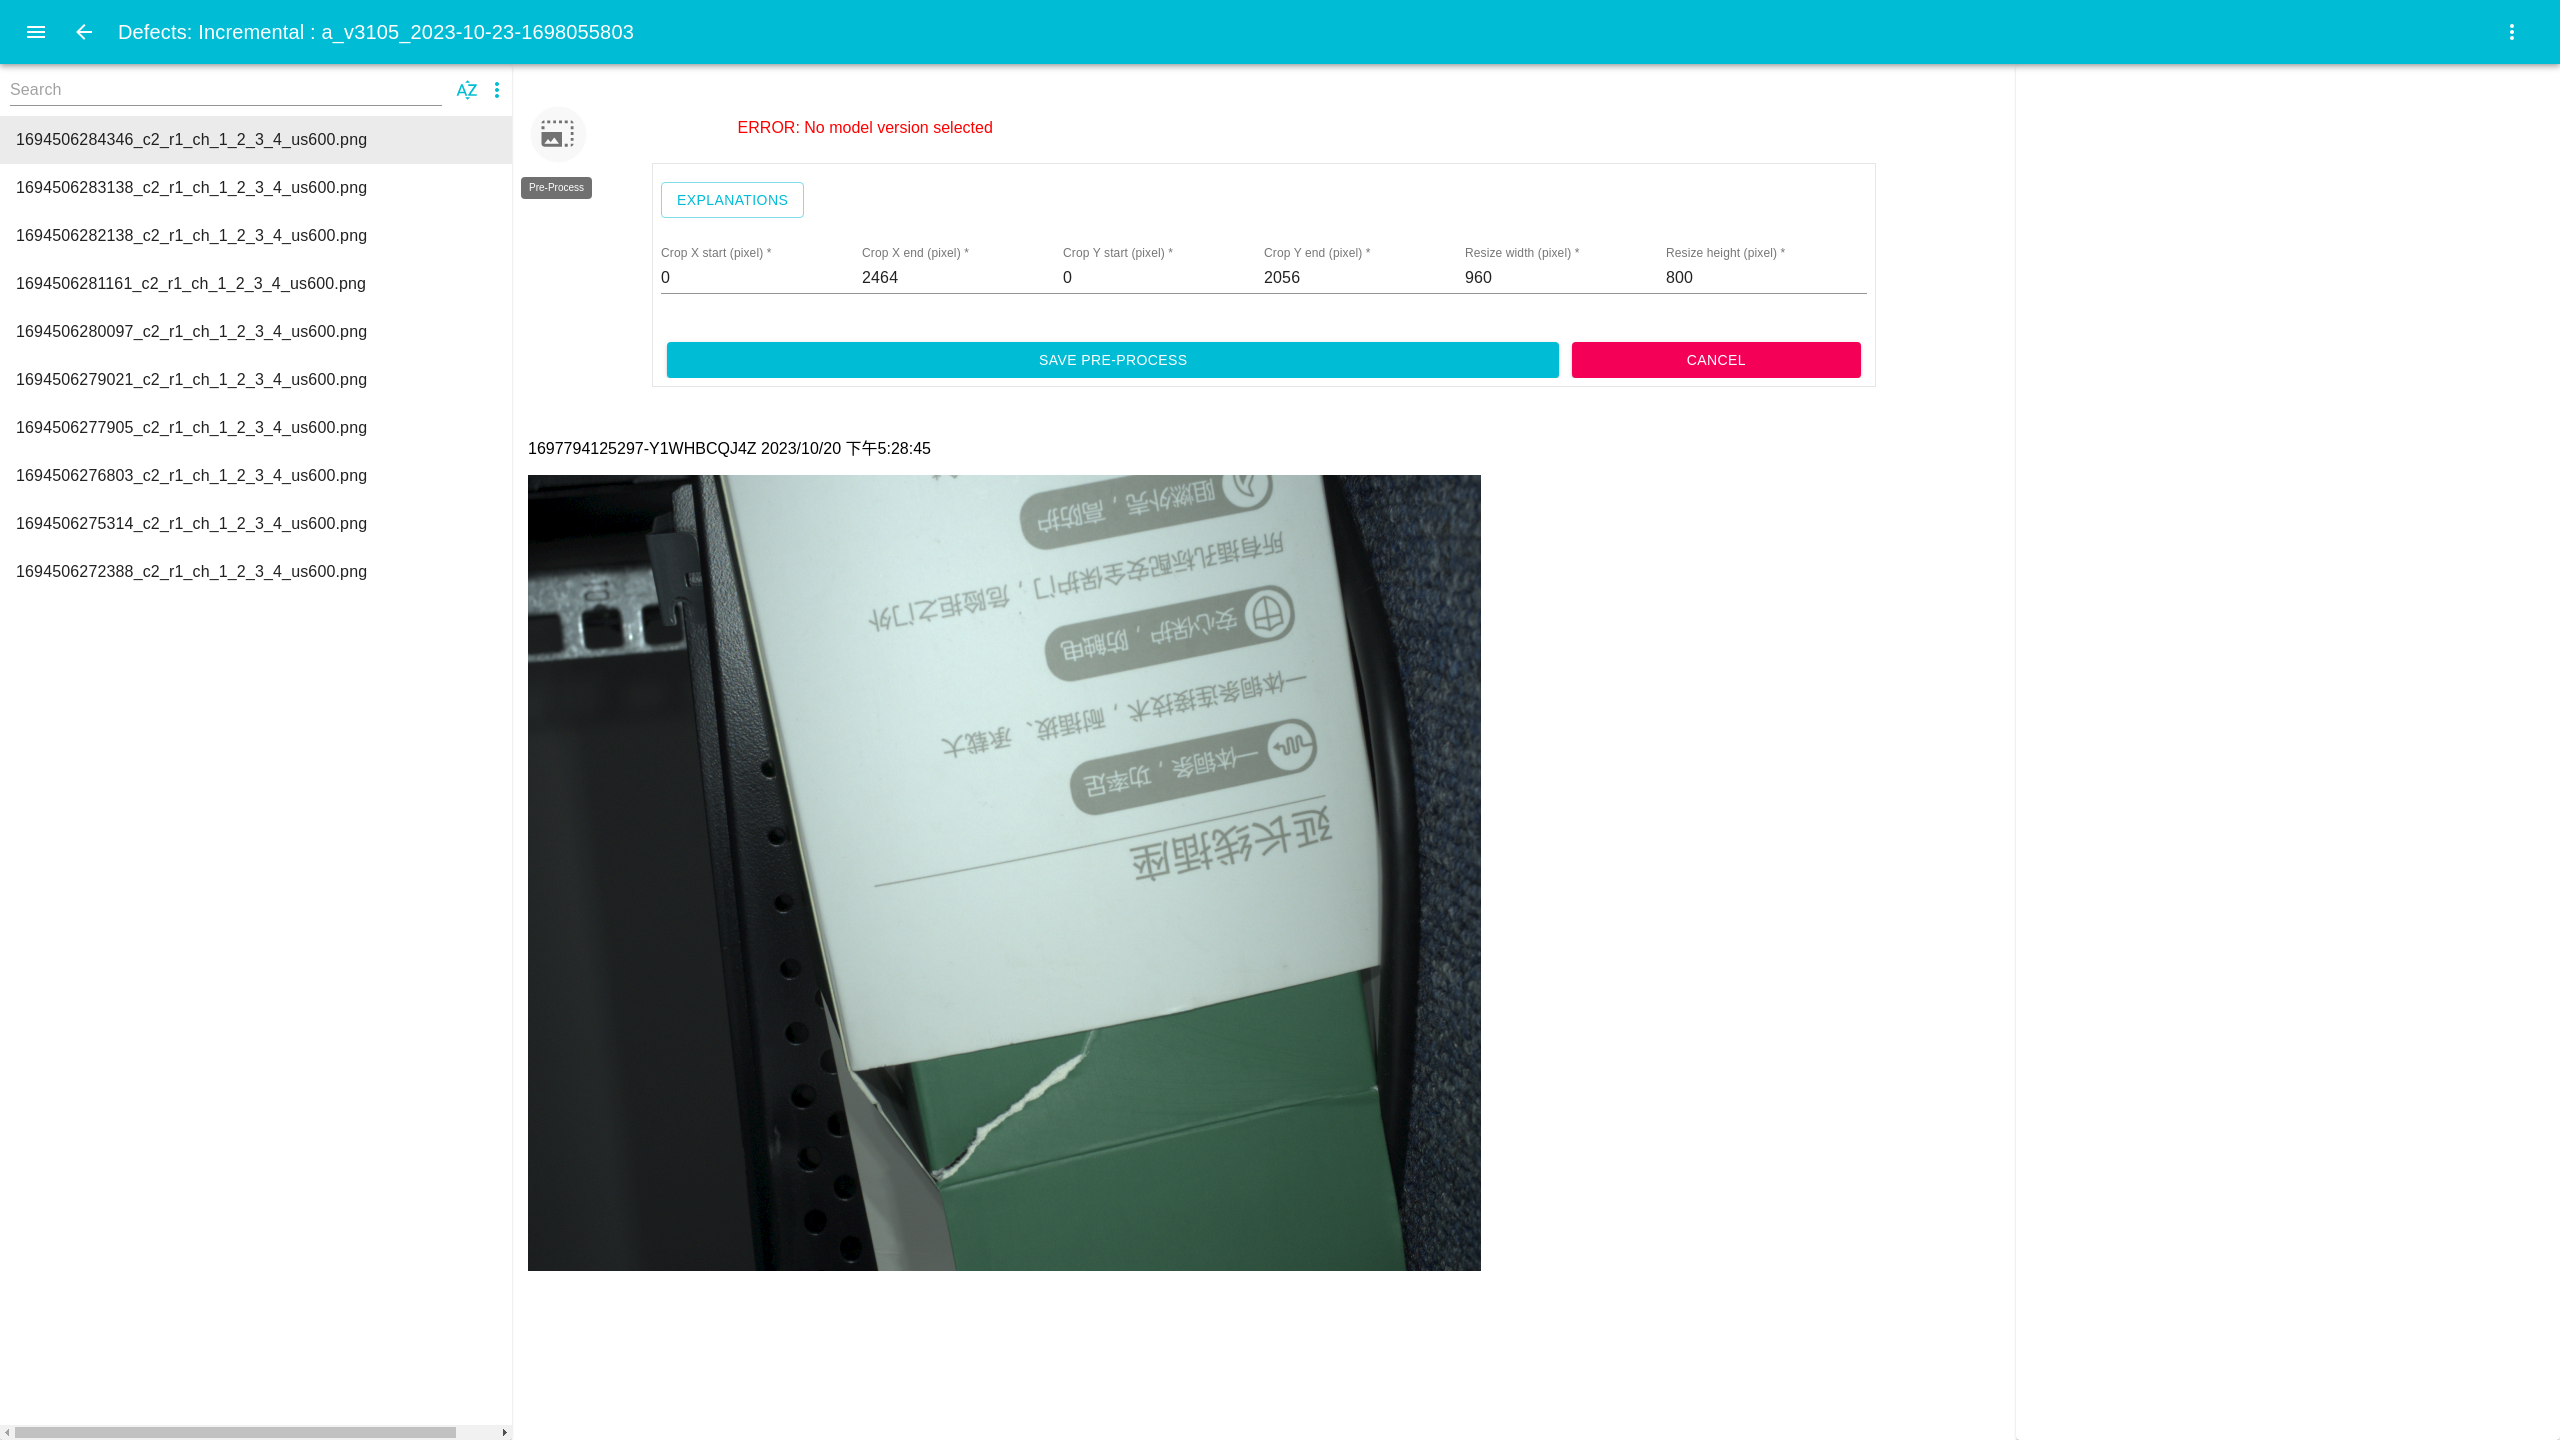 Defects: Incremental : a_v3105_2023-10-23-1698055803
Search
AZ
1694506284346_c2_r1_ch_1_2_3_4_us600.png
1694506283138_c2_r1_ch_1_2_3_4_us600.png
1694506282138_c2_r1_ch_1_2_3_4_us600.png
1694506281161_c2_r1_ch_1_2_3_4_us600.png
1694506280097_c2_r1_ch_1_2_3_4_us600.png
1694506279021_c2_r1_ch_1_2_3_4_us600.png
1694506277905_c2_r1_ch_1_2_3_4_us600.png
1694506276803_c2_r1_ch_1_2_3_4_us600.png
1694506275314_c2_r1_ch_1_2_3_4_us600.png
1694506272388_c2_r1_ch_1_2_3_4_us600.png
Pre-Process
ERROR: No model version selected
EXPLANATIONS
Crop X start (pixel) * Crop X end (pixel) * Crop Y start (pixel) * Crop Y end (pixel) * Resize width (pixel) * Resize height (pixel) *
0 2464 0 2056 960 800
SAVE PRE-PROCESS CANCEL
1697794125297-Y1WHBCQJ4Z 2023/10/20 下午5:28:45
延长线插座
一体铜条，功率足
一体铜条连接技术，耐插拔、承载大
安心保护，防触电
所有插孔标配安全保护门，危险拒之门外
阻燃外壳，高防护